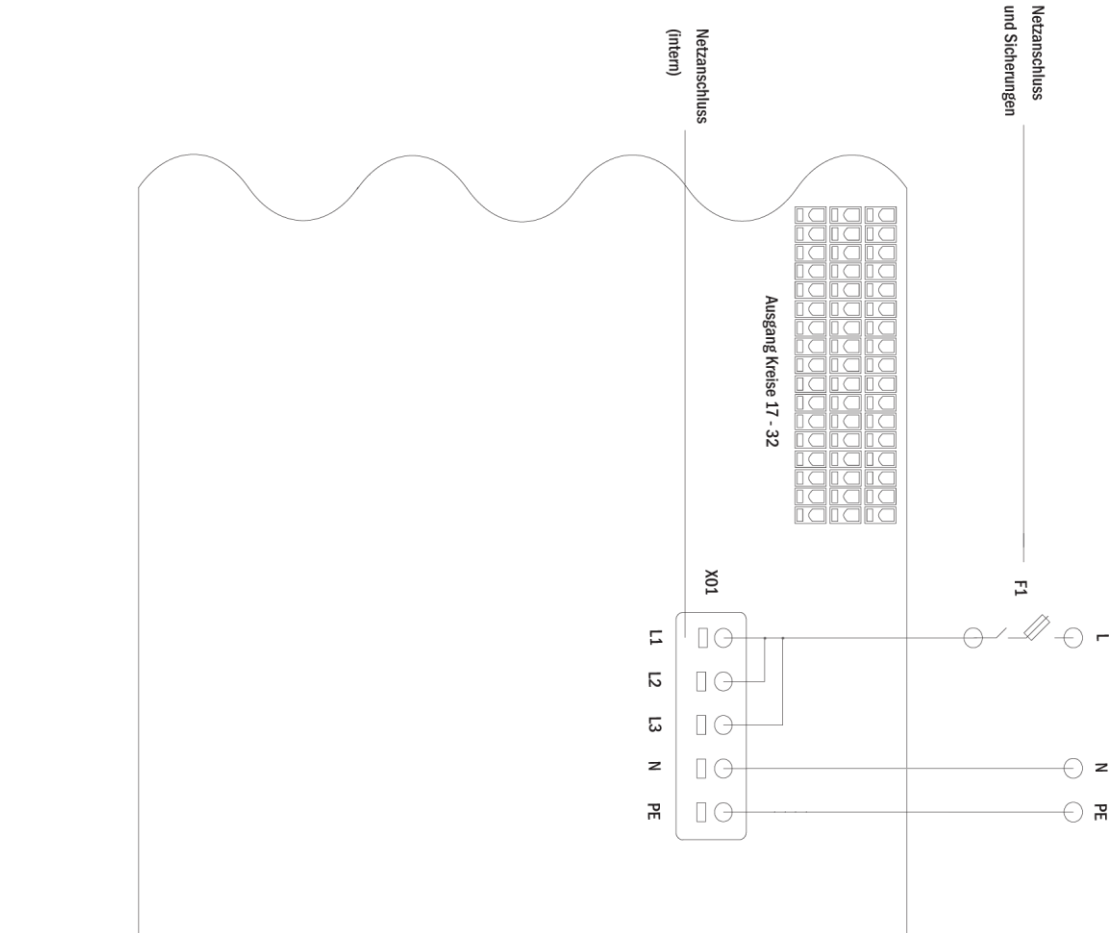 Netzanschluss
und Sicherungen
Netzanschluss
(intern)
Ausgang Kreise 17 - 32
X01
F1
L1
L2
L3
N
PE
L
N
PE